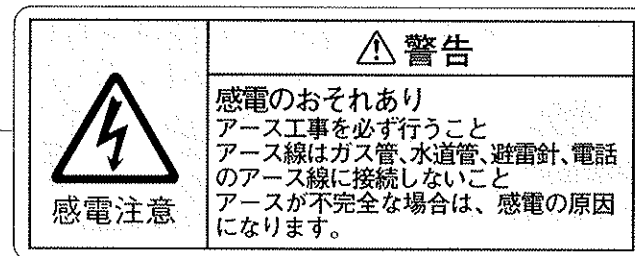 ⚠警告
感電のおそれあり
アース工事を必ず行うこと
アース線はガス管、水道管、避雷針、電話
のアース線に接続しないこと
アースが不完全な場合は、感電の原因
になります。
感電注意